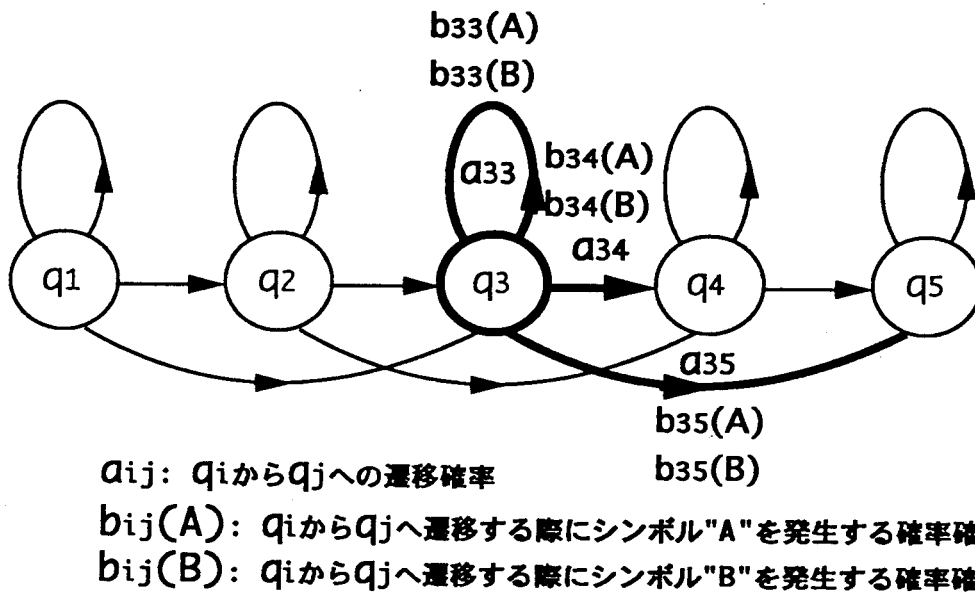 b33(A)
b33(B)
a33
b34(A)
b34(B)
a34
q1
q2
q3
q4
q5
a35
b35(A)
b35(B)
aij: qiからqjへの遷移確率
bij(A): qiからqjへ遷移する際にシンボル"A"を発生する確率確
bij(B): qiからqjへ遷移する際にシンボル"B"を発生する確率確